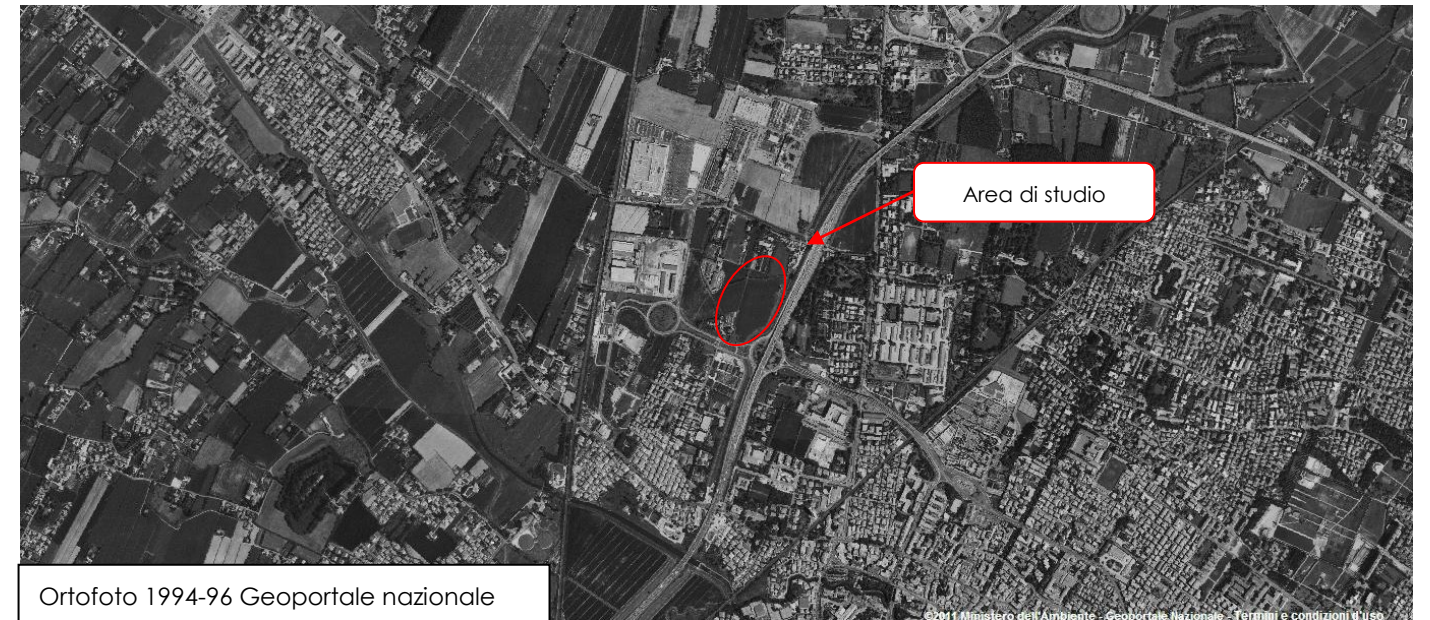 Area di studio
Ortofoto 1994-96 Geoportale nazionale
©2011 Ministero dell'Ambiente - Geoportale Nazionale - Termini e condizioni d'uso